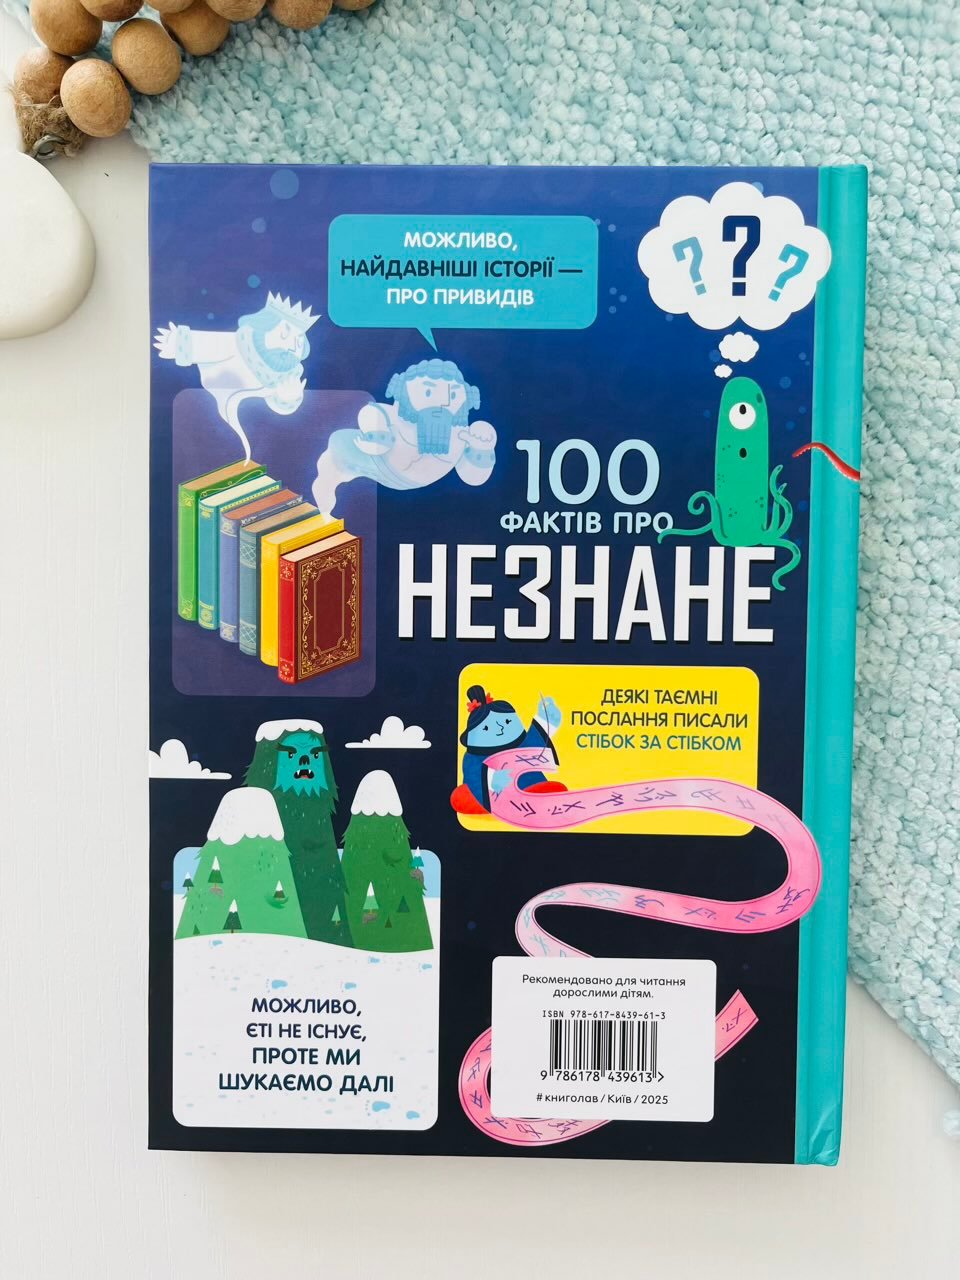 МОЖЛИВО,
НАЙДАВНІШІ ІСТОРІЇ —
ПРО ПРИВИДІВ
? ? ?
100
ФАКТІВ ПРО
НЕЗНАНЕ
ДЕЯКІ ТАЄМНІ
ПОСЛАННЯ ПИСАЛИ
СТІБОК ЗА СТІБКОМ
МОЖЛИВО,
ЄТІ НЕ ІСНУЄ,
ПРОТЕ МИ
ШУКАЄМО ДАЛІ
Рекомендовано для читання
дорослими дітям.
ISBN 978-617-8439-61-3
9 786178 439613 >
# книголав / Київ / 2025